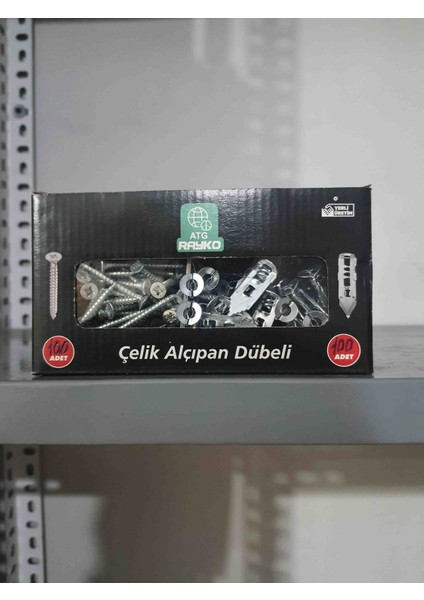 ATG
RAYKO
YERLİ
ÜRETİM
Çelik Alçıpan Dübeli
100
ADET
100
ADET